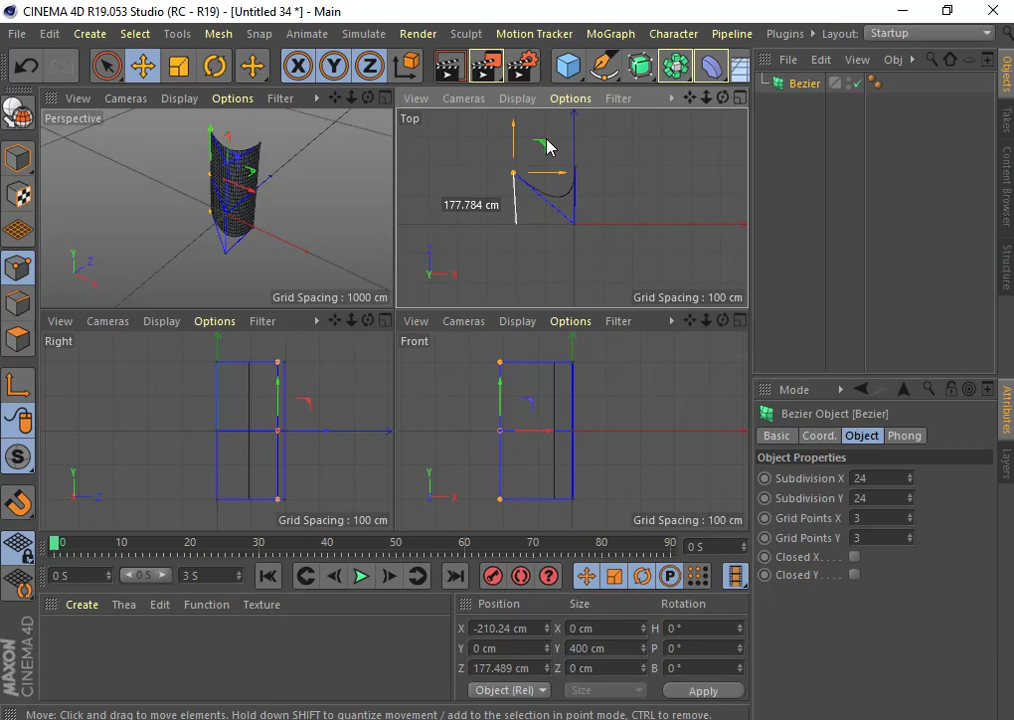 CINEMA 4D R19.053 Studio (RC - R19) - [Untitled 34 *] - Main
File Edit Create Select Tools Mesh Snap Animate Simulate Render Sculpt Motion Tracker MoGraph Character Pipeline Plugins Layout: Startup
X Y Z
File Edit View Obj
Bezier
View Cameras Display Options Filter
Perspective
Y Z X
Grid Spacing : 1000 cm
View Cameras Display Options Filter
Top
177.784 cm
Z Y X
Grid Spacing : 100 cm
View Cameras Display Options Filter
Right
Y X Z
Grid Spacing : 100 cm
View Cameras Display Options Filter
Front
Y Z X
Grid Spacing : 100 cm
Objects
Takes
Content Browser
Structure
Attributes
Layers
Mode
Bezier Object [Bezier]
Basic Coord. Object Phong
Object Properties
Subdivision X 24
Subdivision Y 24
Grid Points X 3
Grid Points Y 3
Closed X . . . .
Closed Y . . . .
S
0 10 20 30 40 50 60 70 80 90 0 S
0 S 0 S 3 S
P
Create Thea Edit Function Texture
Position Size Rotation
X -210.24 cm X 0 cm H 0 °
Y 0 cm Y 400 cm P 0 °
Z 177.489 cm Z 0 cm B 0 °
Object (Rel) Size Apply
MAXON
CINEMA 4D
Move: Click and drag to move elements. Hold down SHIFT to quantize movement / add to the selection in point mode, CTRL to remove.